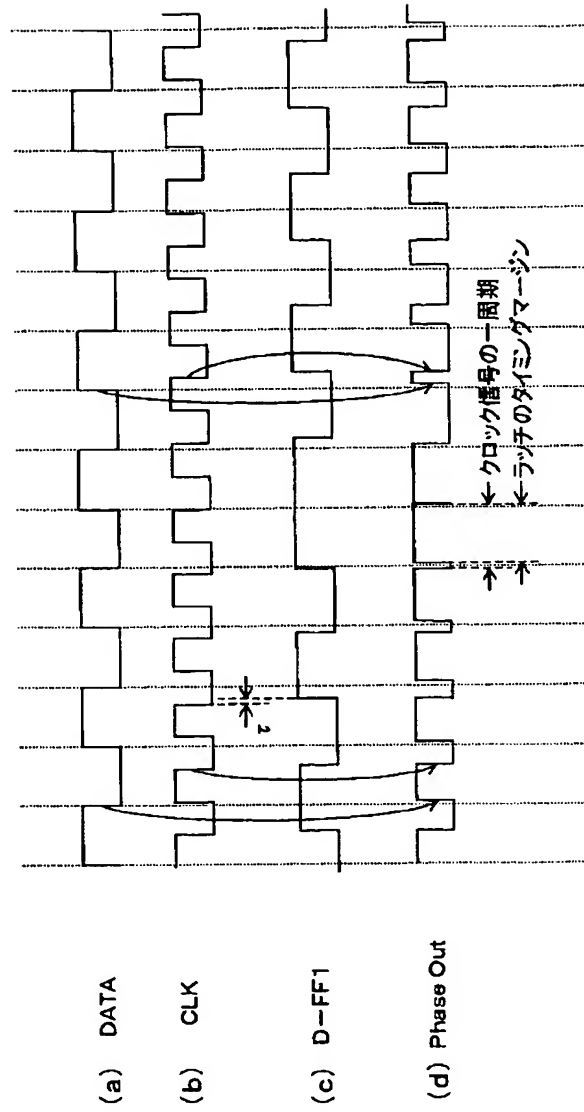 (a) DATA
(b) CLK
τ
(c) D-FF1
(d) Phase Out
クロック信号の一周期
ラッチのタイミングマージン